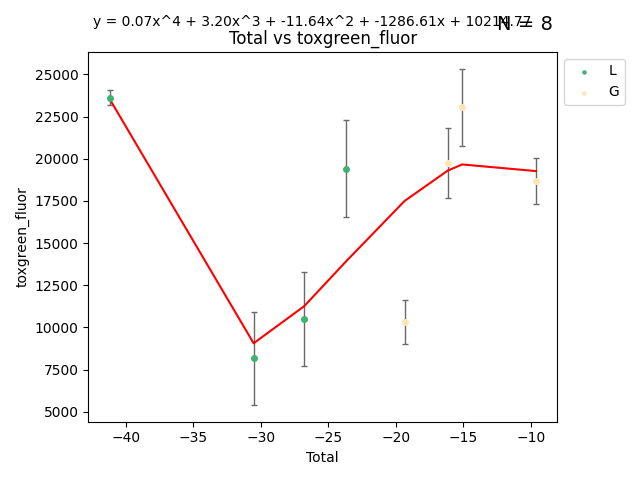 y = 0.07x^4 + 3.20x^3 + -11.64x^2 + -1286.61x + 10214.77
N = 8
Total vs toxgreen_fluor
L
G
25000
22500
20000
17500
15000
12500
10000
7500
5000
toxgreen_fluor
−40
−35
−30
−25
−20
−15
−10
Total